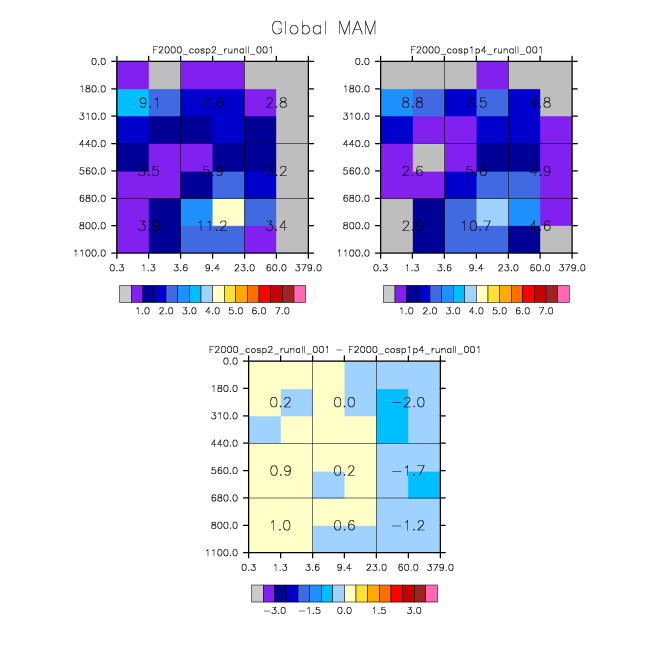 Global MAM
F2000_cosp2_runall_001
F2000_cosp1p4_runall_001
0.0
180.0
310.0
440.0
560.0
680.0
800.0
1100.0
9.1 7.6 2.8
3.5 5.9 3.2
3.9 11.2 3.4
0.3 1.3 3.6 9.4 23.0 60.0 379.0
1.0 2.0 3.0 4.0 5.0 6.0 7.0
0.0
180.0
310.0
440.0
560.0
680.0
800.0
1100.0
8.8 7.5 4.8
2.6 5.6 4.9
2.9 10.7 4.6
0.3 1.3 3.6 9.4 23.0 60.0 379.0
1.0 2.0 3.0 4.0 5.0 6.0 7.0
F2000_cosp2_runall_001 − F2000_cosp1p4_runall_001
0.0
180.0
310.0
440.0
560.0
680.0
800.0
1100.0
0.2 0.0 −2.0
0.9 0.2 −1.7
1.0 0.6 −1.2
0.3 1.3 3.6 9.4 23.0 60.0 379.0
−3.0 −1.5 0.0 1.5 3.0